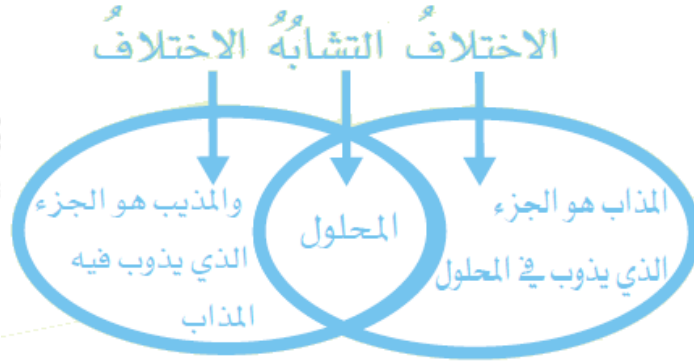 الاختلافُ التشابُهُ الاختلافُ
المذاب هو الجزء
الذي يذوب في المحلول
المحلول
والمذيب هو الجزء
الذي يذوب فيه
المذاب